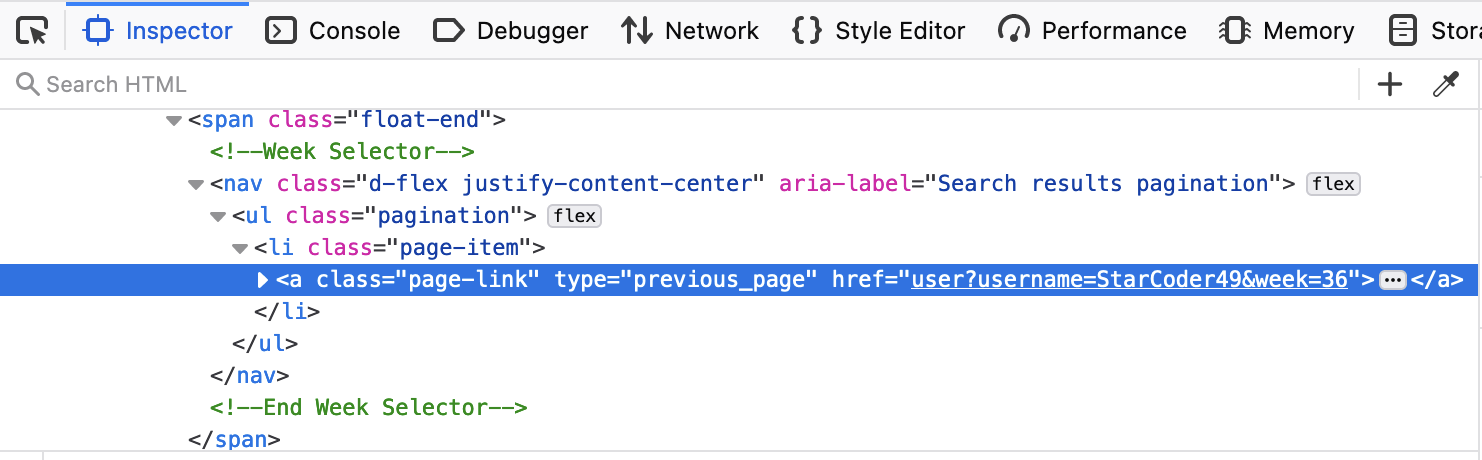 Inspector Console Debugger Network Style Editor Performance Memory Stora
Search HTML
<span class="float-end">
<!--Week Selector-->
<nav class="d-flex justify-content-center" aria-label="Search results pagination"> flex
<ul class="pagination"> flex
<li class="page-item">
<a class="page-link" type="previous_page" href="user?username=StarCoder49&week=36">…</a>
</li>
</ul>
</nav>
<!--End Week Selector-->
</span>